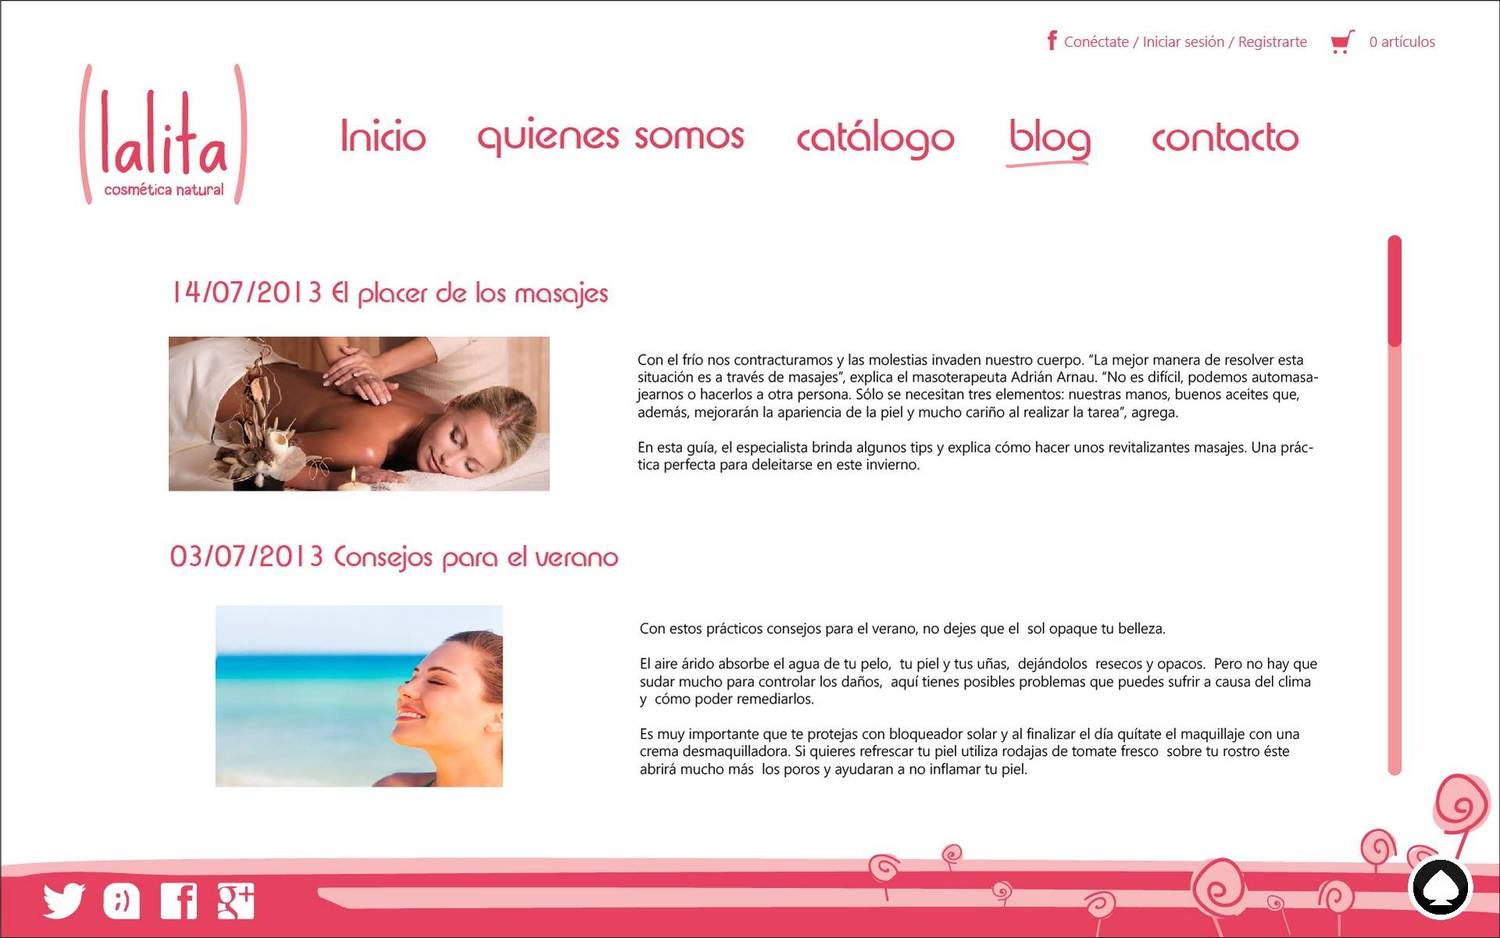 Conéctate / Iniciar sesión / Registrarte
0 artículos
(lalita)
cosmética natural
Inicio
quienes somos
catálogo
blog
contacto
14/07/2013 El placer de los masajes
Con el frío nos contracturamos y las molestias invaden nuestro cuerpo. “La mejor manera de resolver esta
situación es a través de masajes”, explica el masoterapeuta Adrián Arnau. “No es difícil, podemos automasa-
jearnos o hacerlos a otra persona. Sólo se necesitan tres elementos: nuestras manos, buenos aceites que,
además, mejorarán la apariencia de la piel y mucho cariño al realizar la tarea”, agrega.
En esta guía, el especialista brinda algunos tips y explica cómo hacer unos revitalizantes masajes. Una prác-
tica perfecta para deleitarse en este invierno.
03/07/2013 Consejos para el verano
Con estos prácticos consejos para el verano, no dejes que el  sol opaque tu belleza.
El aire árido absorbe el agua de tu pelo,  tu piel y tus uñas,  dejándolos  resecos y opacos.  Pero no hay que
sudar mucho para controlar los daños,  aquí tienes posibles problemas que puedes sufrir a causa del clima
y  cómo poder remediarlos.
Es muy importante que te protejas con bloqueador solar y al finalizar el día quítate el maquillaje con una
crema desmaquilladora. Si quieres refrescar tu piel utiliza rodajas de tomate fresco  sobre tu rostro éste
abrirá mucho más  los poros y ayudaran a no inflamar tu piel.